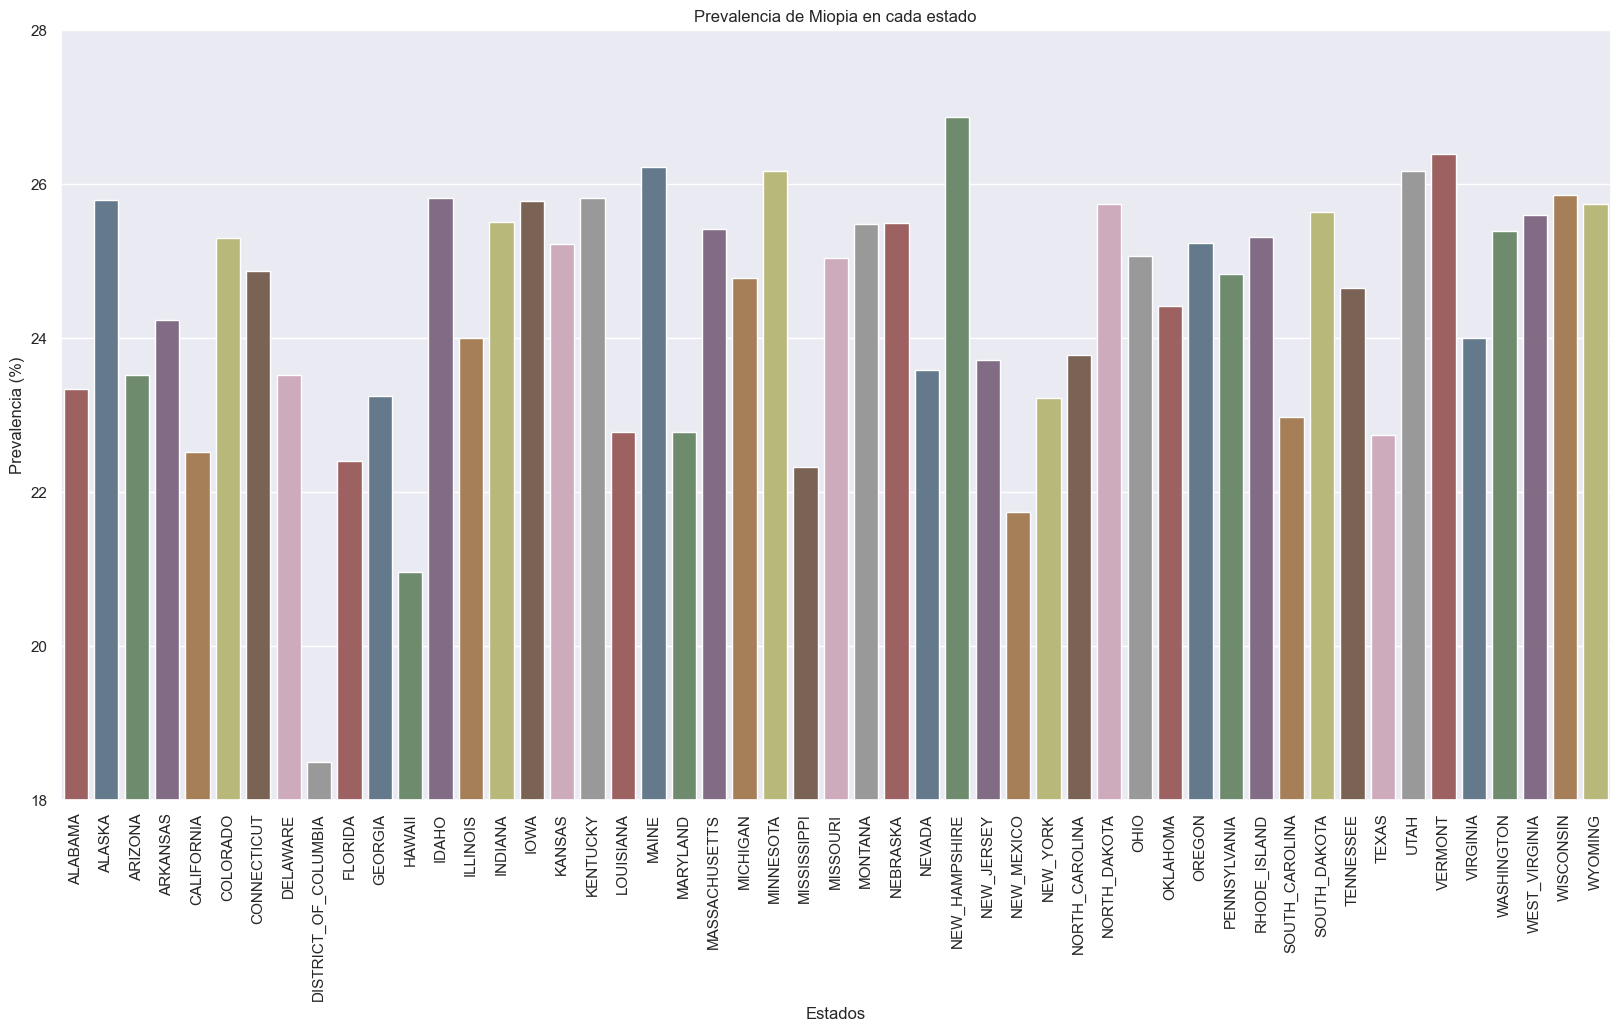 Prevalencia de Miopia en cada estado
Prevalencia (%)
28
26
24
22
20
18
ALABAMA
ALASKA
ARIZONA
ARKANSAS
CALIFORNIA
COLORADO
CONNECTICUT
DELAWARE
DISTRICT_OF_COLUMBIA
FLORIDA
GEORGIA
HAWAII
IDAHO
ILLINOIS
INDIANA
IOWA
KANSAS
KENTUCKY
LOUISIANA
MAINE
MARYLAND
MASSACHUSETTS
MICHIGAN
MINNESOTA
MISSISSIPPI
MISSOURI
MONTANA
NEBRASKA
NEVADA
NEW_HAMPSHIRE
NEW_JERSEY
NEW_MEXICO
NEW_YORK
NORTH_CAROLINA
NORTH_DAKOTA
OHIO
OKLAHOMA
OREGON
PENNSYLVANIA
RHODE_ISLAND
SOUTH_CAROLINA
SOUTH_DAKOTA
TENNESSEE
TEXAS
UTAH
VERMONT
VIRGINIA
WASHINGTON
WEST_VIRGINIA
WISCONSIN
WYOMING
Estados